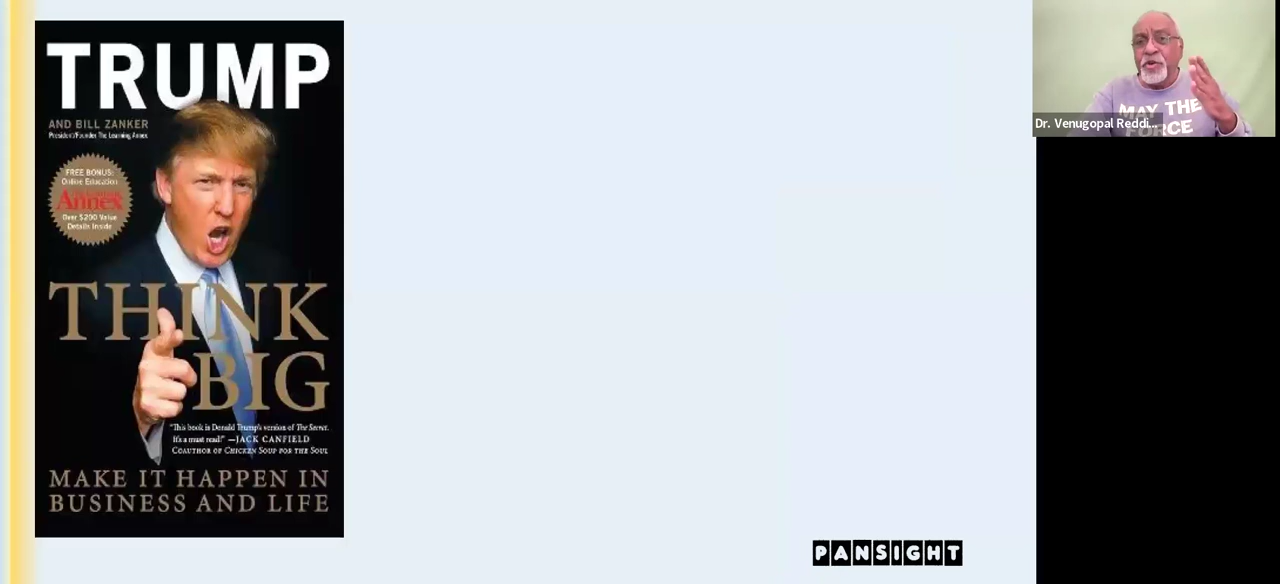 TRUMP
AND BILL ZANKER
President/Founder The Learning Annex
FREE BONUS:
Online Education
Annex
Over $200 Value
Details Inside
THINK
BIG
"This book is Donald Trump's version of The Secret.
It's a must read!" —JACK CANFIELD
COAUTHOR OF CHICKEN SOUP FOR THE SOUL
MAKE IT HAPPEN IN
BUSINESS AND LIFE
MAY THE
FORCE
Dr. Venugopal Reddi...
PANSIGHT